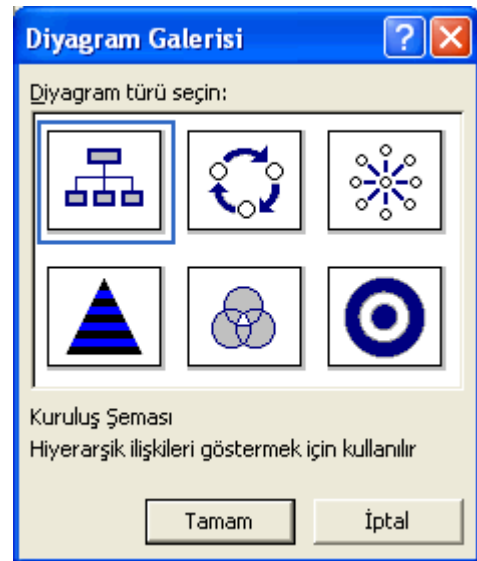 Diyagram Galerisi
Diyagram türü seçin:
Kuruluş Şeması
Hiyerarşik ilişkileri göstermek için kullanılır
Tamam
İptal